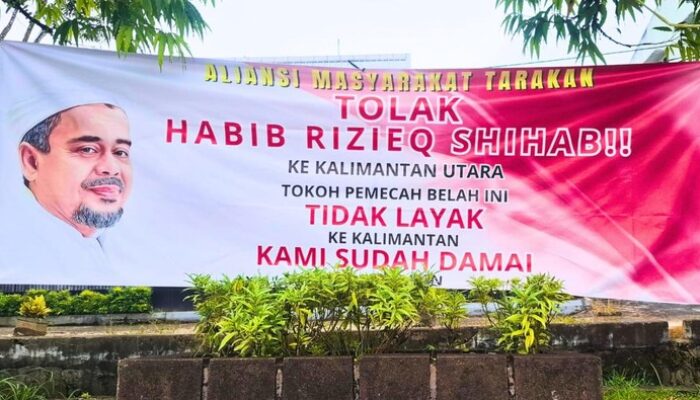 ALIANSI MASYARAKAT TARAKAN
TOLAK
HABIB RIZIEQ SHIHAB!!
KE KALIMANTAN UTARA
TOKOH PEMECAH BELAH INI
TIDAK LAYAK
KE KALIMANTAN
KAMI SUDAH DAMAI